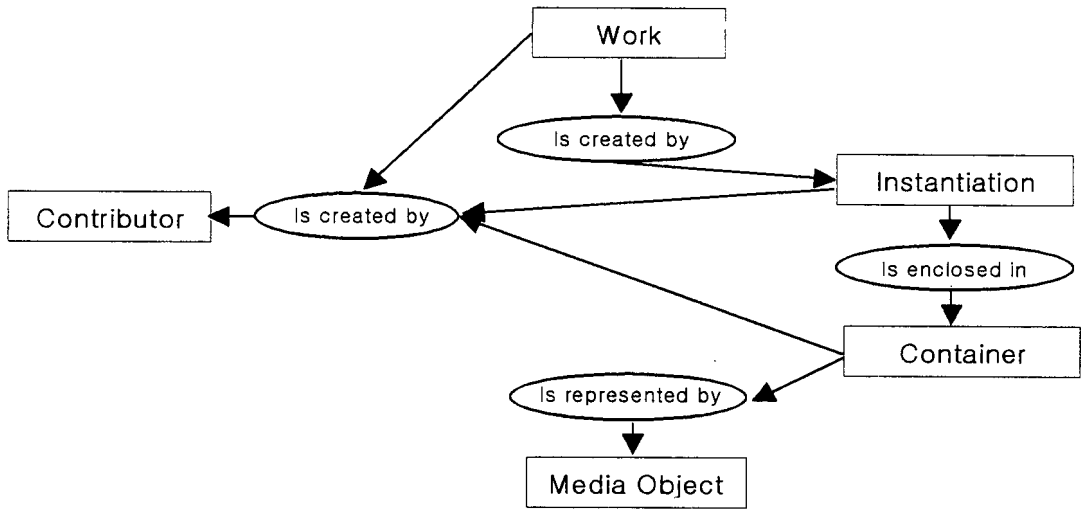 Work
Is created by
Instantiation
Contributor
Is created by
Is enclosed in
Container
Is represented by
Media Object